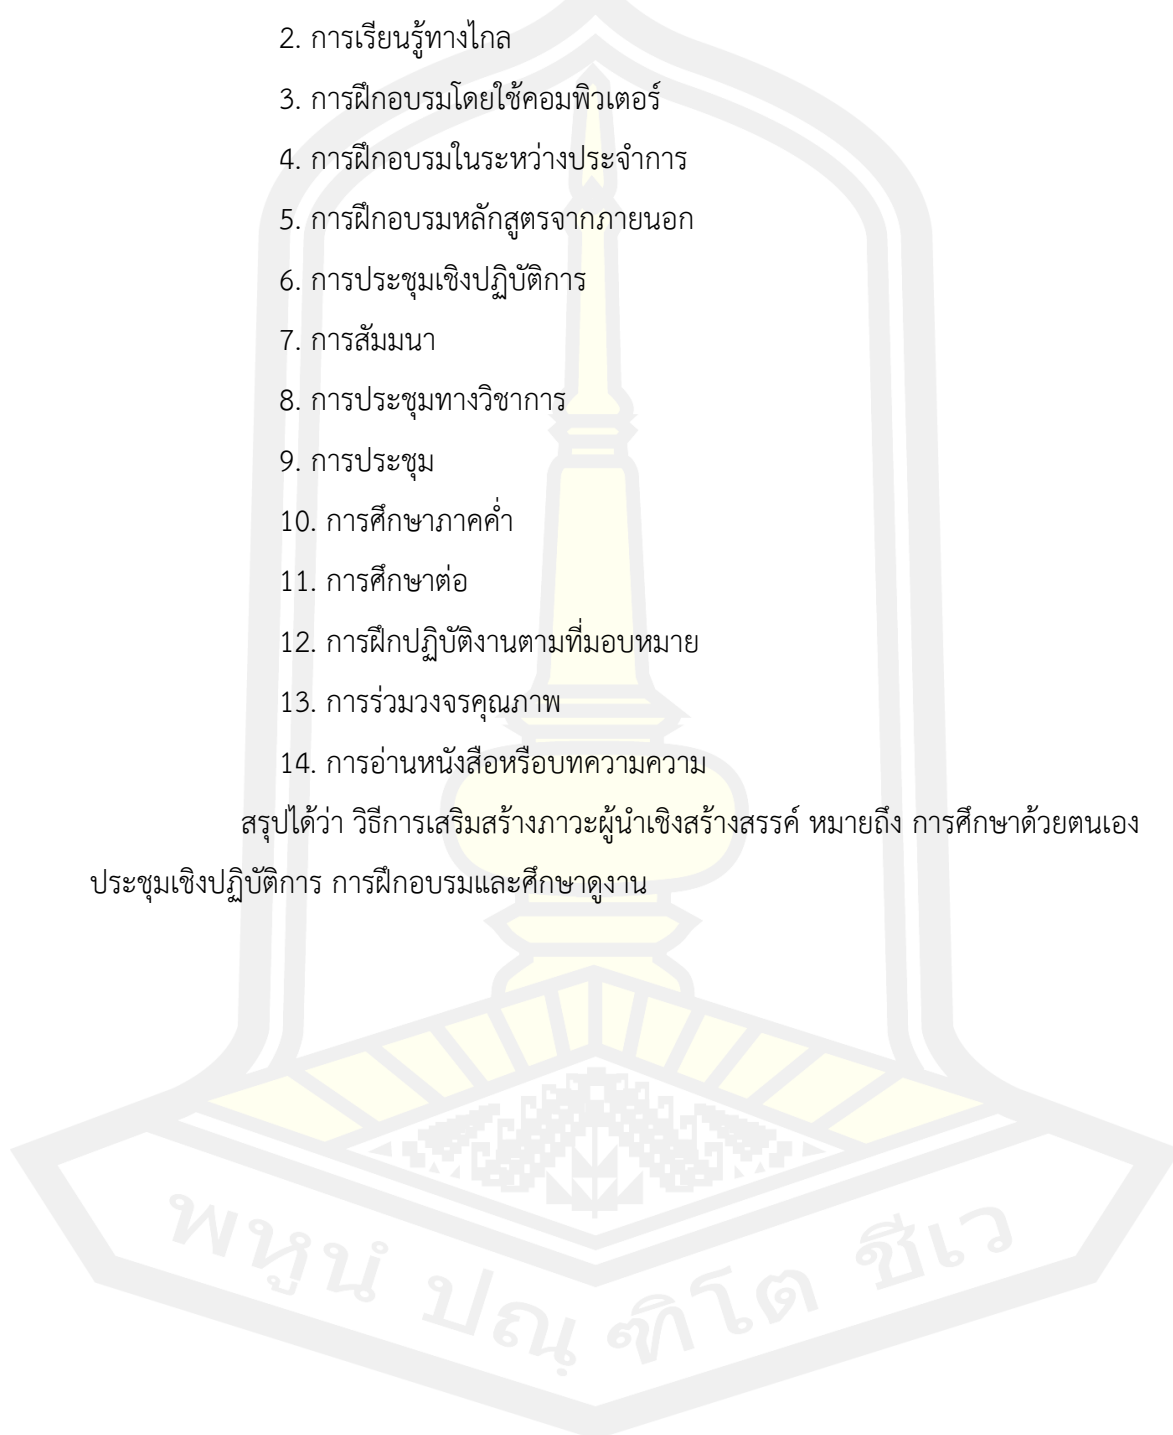 2. การเรียนรู้ทางไกล
3. การฝึกอบรมโดยใช้คอมพิวเตอร์
4. การฝึกอบรมในระหว่างประจำการ
5. การฝึกอบรมหลักสูตรจากภายนอก
6. การประชุมเชิงปฏิบัติการ
7. การสัมมนา
8. การประชุมทางวิชาการ
9. การประชุม
10. การศึกษาภาคค่ำ
11. การศึกษาต่อ
12. การฝึกปฏิบัติงานตามที่มอบหมาย
13. การร่วมวงจรคุณภาพ
14. การอ่านหนังสือหรือบทความความ
สรุปได้ว่า วิธีการเสริมสร้างภาวะผู้นำเชิงสร้างสรรค์ หมายถึง การศึกษาด้วยตนเอง
ประชุมเชิงปฏิบัติการ การฝึกอบรมและศึกษาดูงาน
พหูนํ ปณฺฑิโต ชีเว